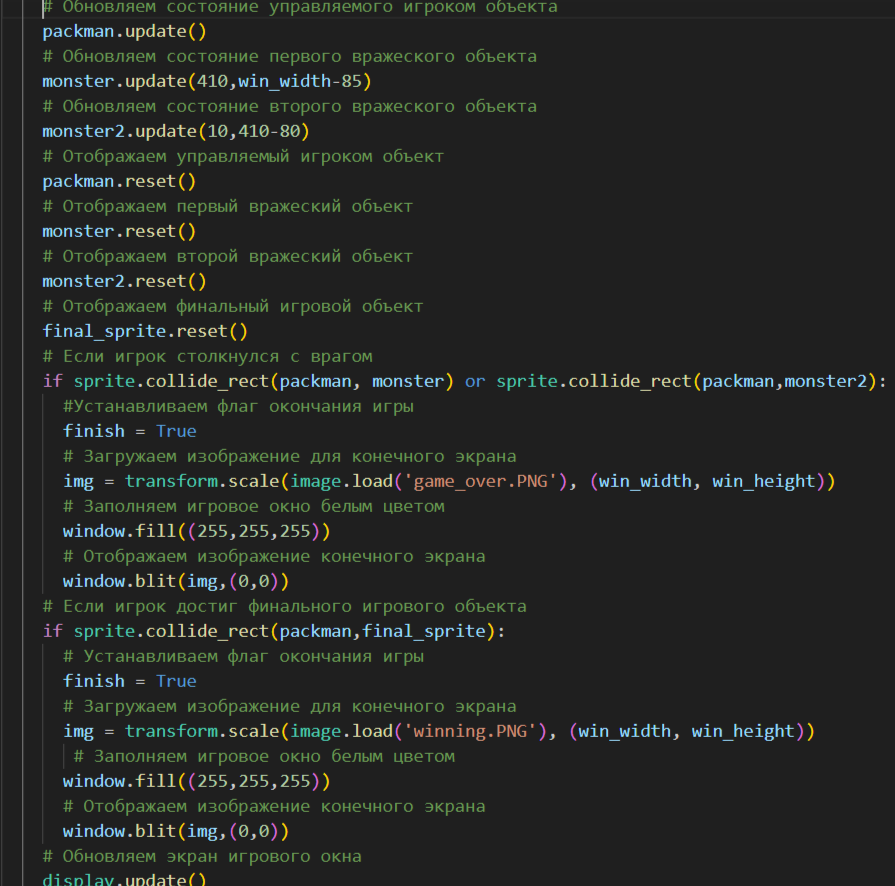 # Обновляем состояние управляемого игроком объекта
packman.update()
# Обновляем состояние первого вражеского объекта
monster.update(410,win_width-85)
# Обновляем состояние второго вражеского объекта
monster2.update(10,410-80)
# Отображаем управляемый игроком объект
packman.reset()
# Отображаем первый вражеский объект
monster.reset()
# Отображаем второй вражеский объект
monster2.reset()
# Отображаем финальный игровой объект
final_sprite.reset()
# Если игрок столкнулся с врагом
if sprite.collide_rect(packman, monster) or sprite.collide_rect(packman,monster2):
#Устанавливаем флаг окончания игры
finish = True
# Загружаем изображение для конечного экрана
img = transform.scale(image.load('game_over.PNG'), (win_width, win_height))
# Заполняем игровое окно белым цветом
window.fill((255,255,255))
# Отображаем изображение конечного экрана
window.blit(img,(0,0))
# Если игрок достиг финального игрового объекта
if sprite.collide_rect(packman,final_sprite):
# Устанавливаем флаг окончания игры
finish = True
# Загружаем изображение для конечного экрана
img = transform.scale(image.load('winning.PNG'), (win_width, win_height))
# Заполняем игровое окно белым цветом
window.fill((255,255,255))
# Отображаем изображение конечного экрана
window.blit(img,(0,0))
# Обновляем экран игрового окна
display.update()